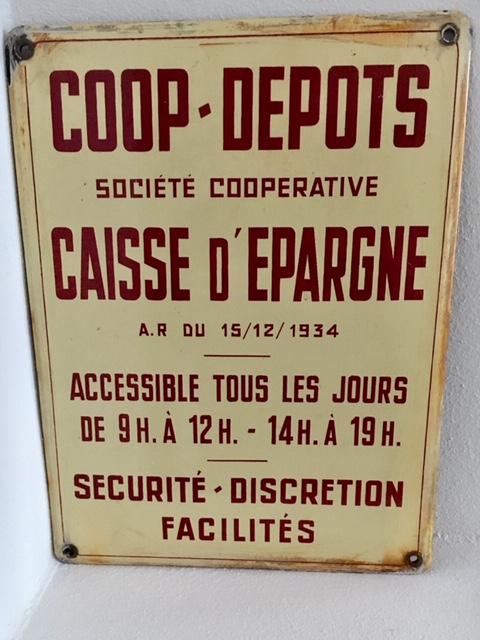 COOP-DEPOTS
SOCIÉTÉ COOPERATIVE
CAISSE D'EPARGNE
A.R DU 15/12/1934
ACCESSIBLE TOUS LES JOURS
DE 9H. À 12H. - 14H. À 19H.
SECURITÉ - DISCRETION
FACILITÉS